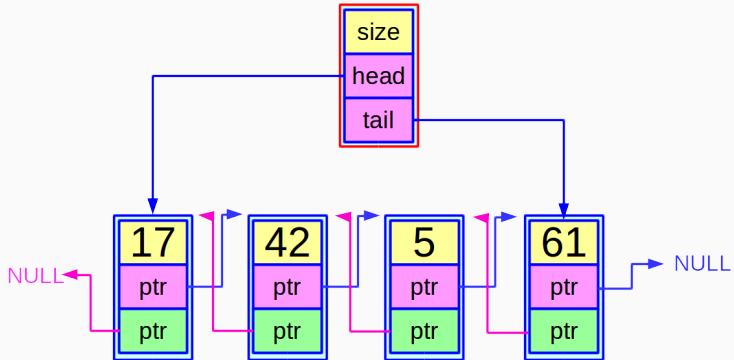 size
head
tail
17 42 5 61
NULL ptr ptr ptr ptr NULL
ptr ptr ptr ptr